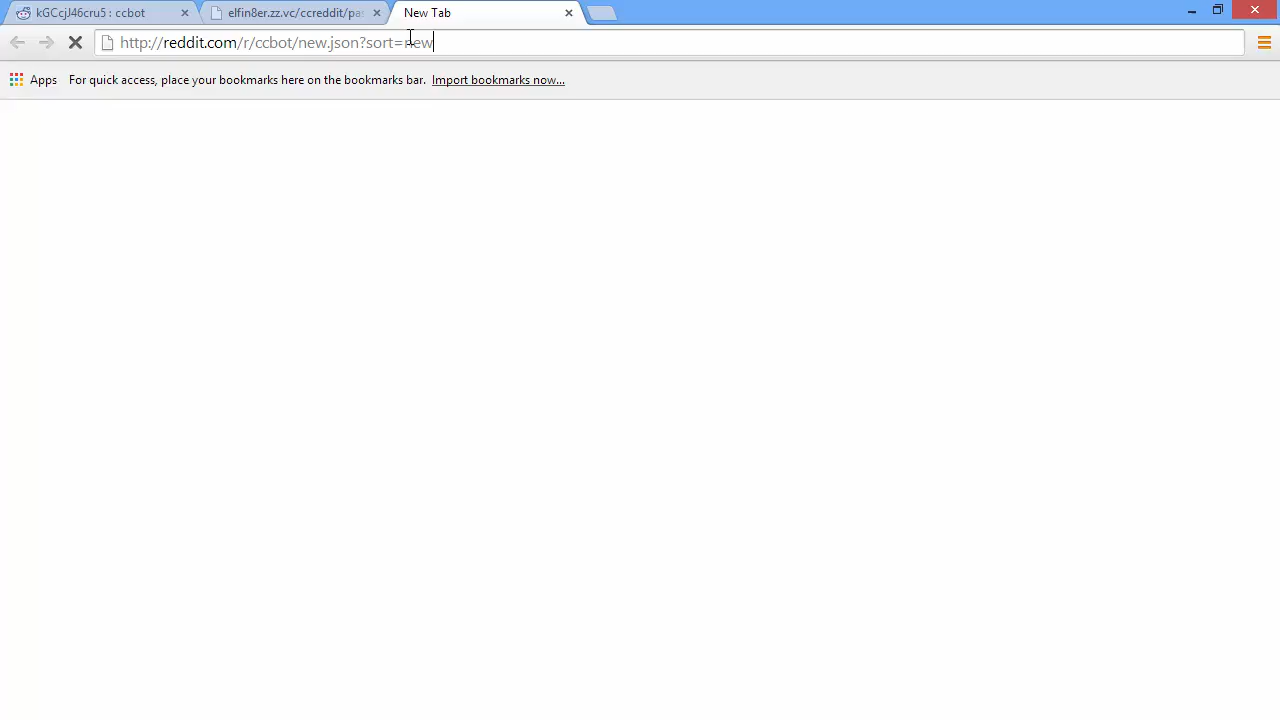 kGCcjJ46cru5 : ccbot
elfin8er.zz.vc/ccreddit/pa
New Tab
http://reddit.com/r/ccbot/new.json?sort=new
Apps
For quick access, place your bookmarks here on the bookmarks bar. Import bookmarks now...